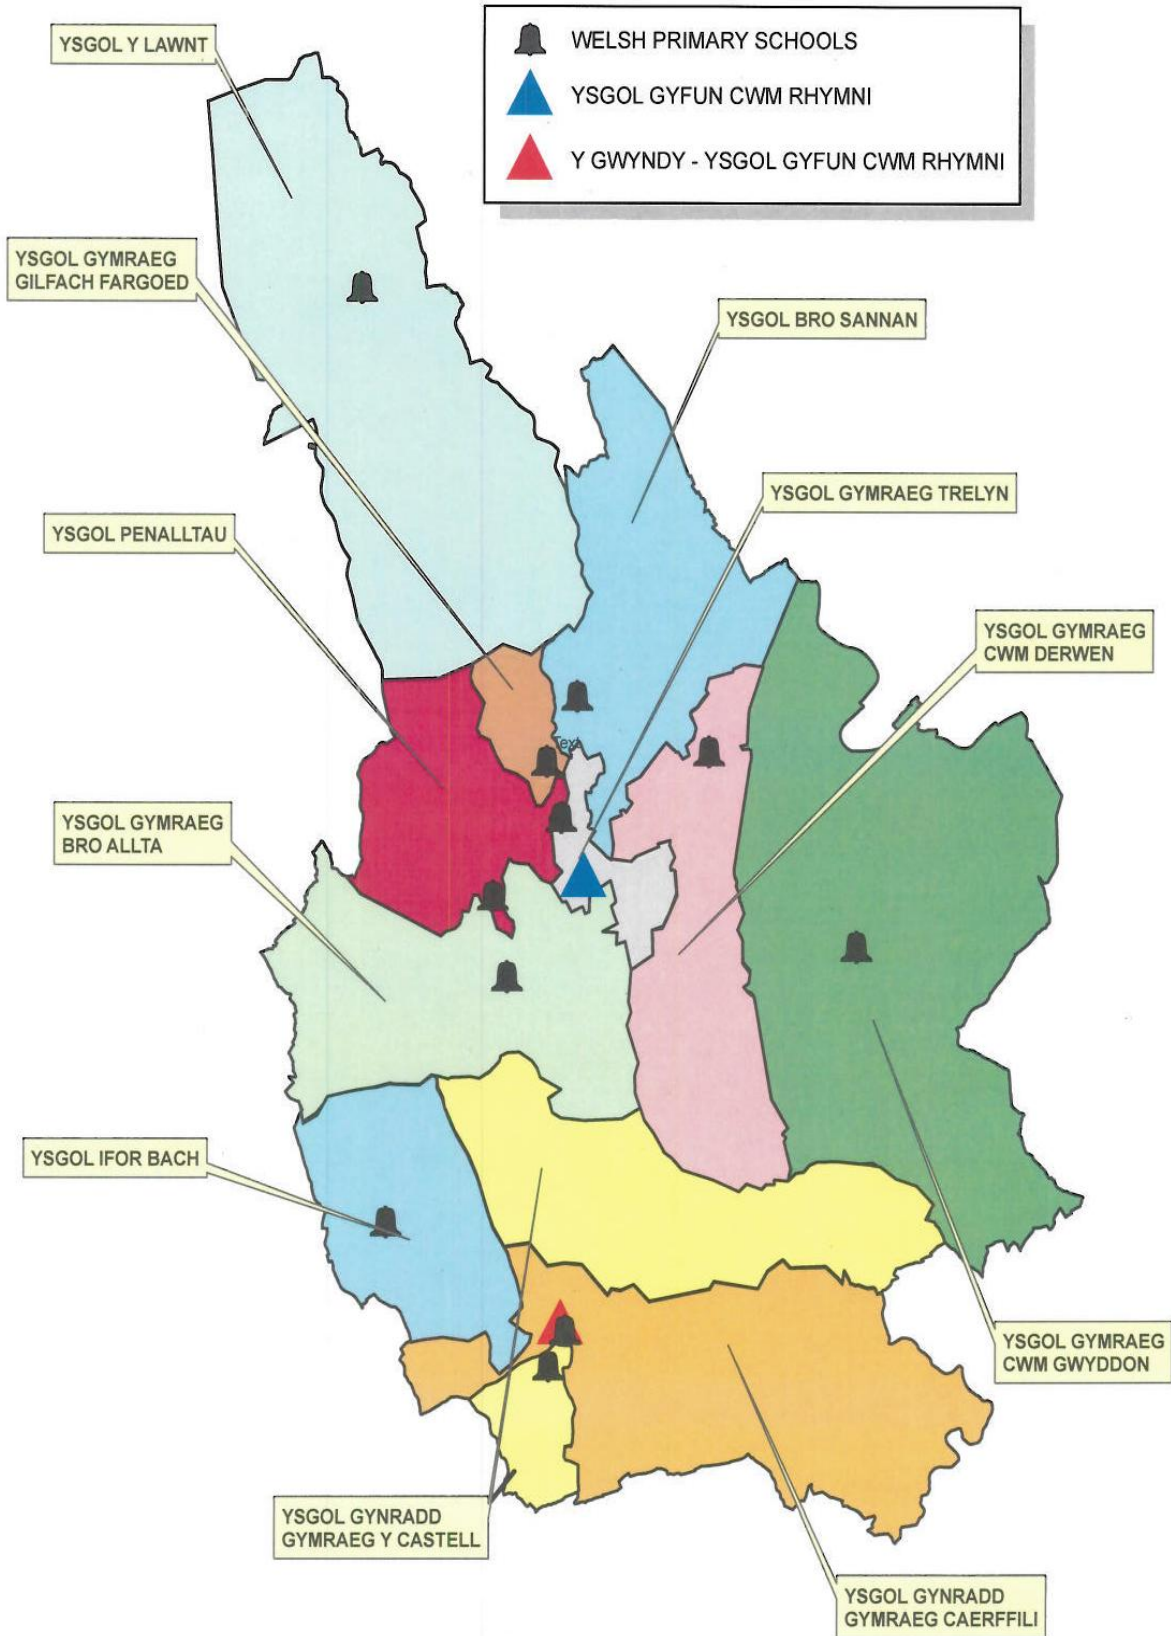 YSGOL Y LAWNT
WELSH PRIMARY SCHOOLS
YSGOL GYFUN CWM RHYMNI
Y GWYNDY - YSGOL GYFUN CWM RHYMNI
YSGOL GYMRAEG
GILFACH FARGOED
YSGOL BRO SANNAN
YSGOL GYMRAEG TRELYN
YSGOL PENALLTAU
YSGOL GYMRAEG
CWM DERWEN
Text
YSGOL GYMRAEG
BRO ALLTA
YSGOL IFOR BACH
YSGOL GYMRAEG
CWM GWYDDON
YSGOL GYNRADD
GYMRAEG Y CASTELL
YSGOL GYNRADD
GYMRAEG CAERFFILI